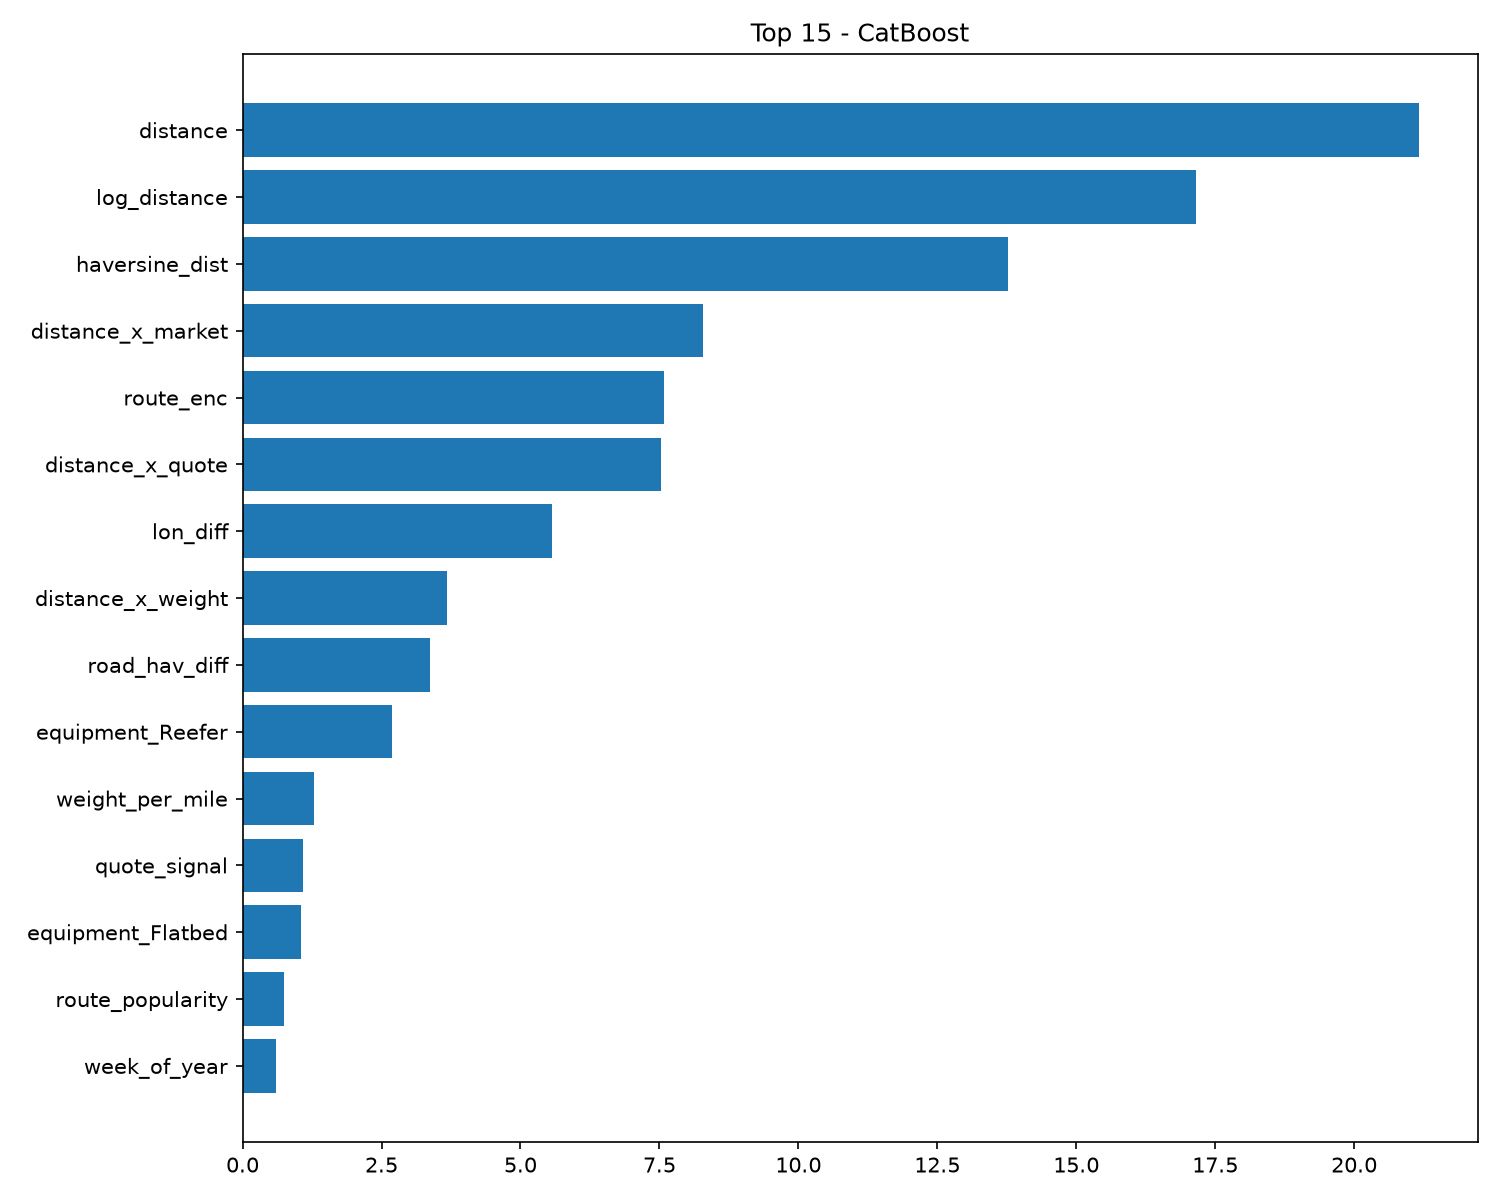 Top 15 - CatBoost
distance
log_distance
haversine_dist
distance_x_market
route_enc
distance_x_quote
lon_diff
distance_x_weight
road_hav_diff
equipment_Reefer
weight_per_mile
quote_signal
equipment_Flatbed
route_popularity
week_of_year
0.0 2.5 5.0 7.5 10.0 12.5 15.0 17.5 20.0